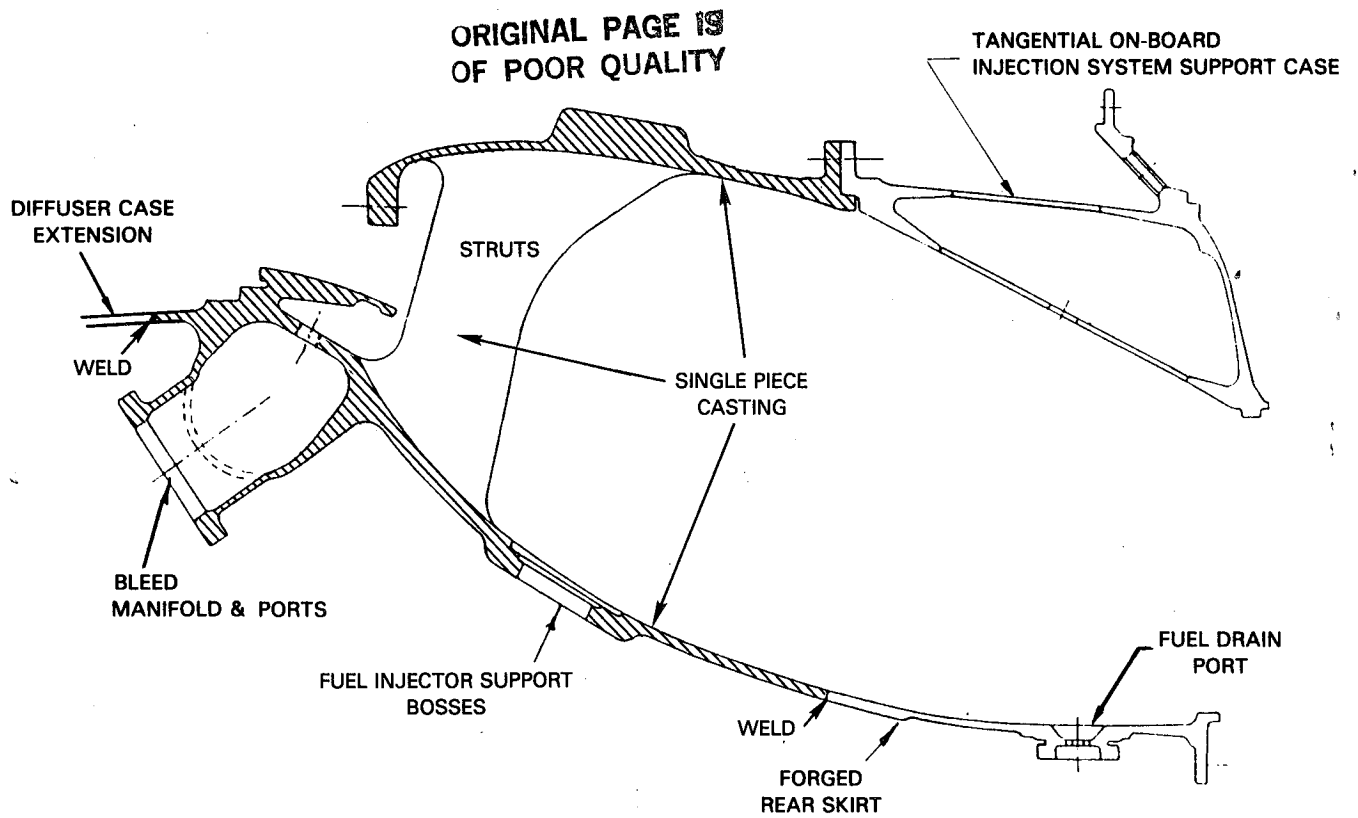 ORIGINAL PAGE IS
OF POOR QUALITY
TANGENTIAL ON-BOARD
INJECTION SYSTEM SUPPORT CASE
DIFFUSER CASE
EXTENSION
STRUTS
WELD
SINGLE PIECE
CASTING
BLEED
MANIFOLD & PORTS
FUEL INJECTOR SUPPORT
BOSSES
WELD
FUEL DRAIN
PORT
FORGED
REAR SKIRT